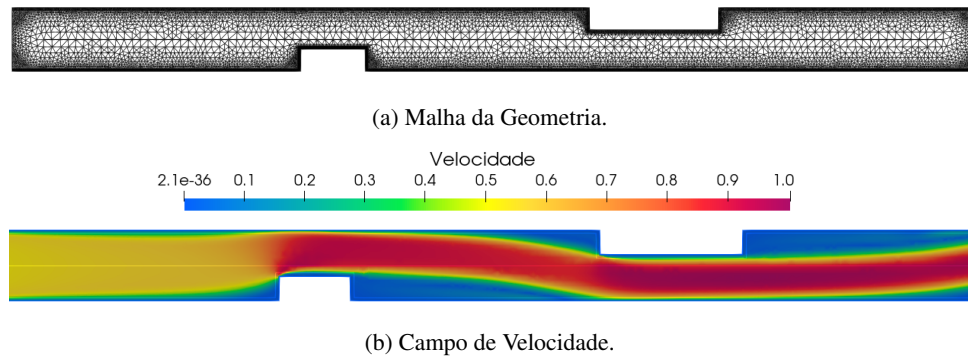 (a) Malha da Geometria.
Velocidade
2.1e-36 0.1 0.2 0.3 0.4 0.5 0.6 0.7 0.8 0.9 1.0
(b) Campo de Velocidade.